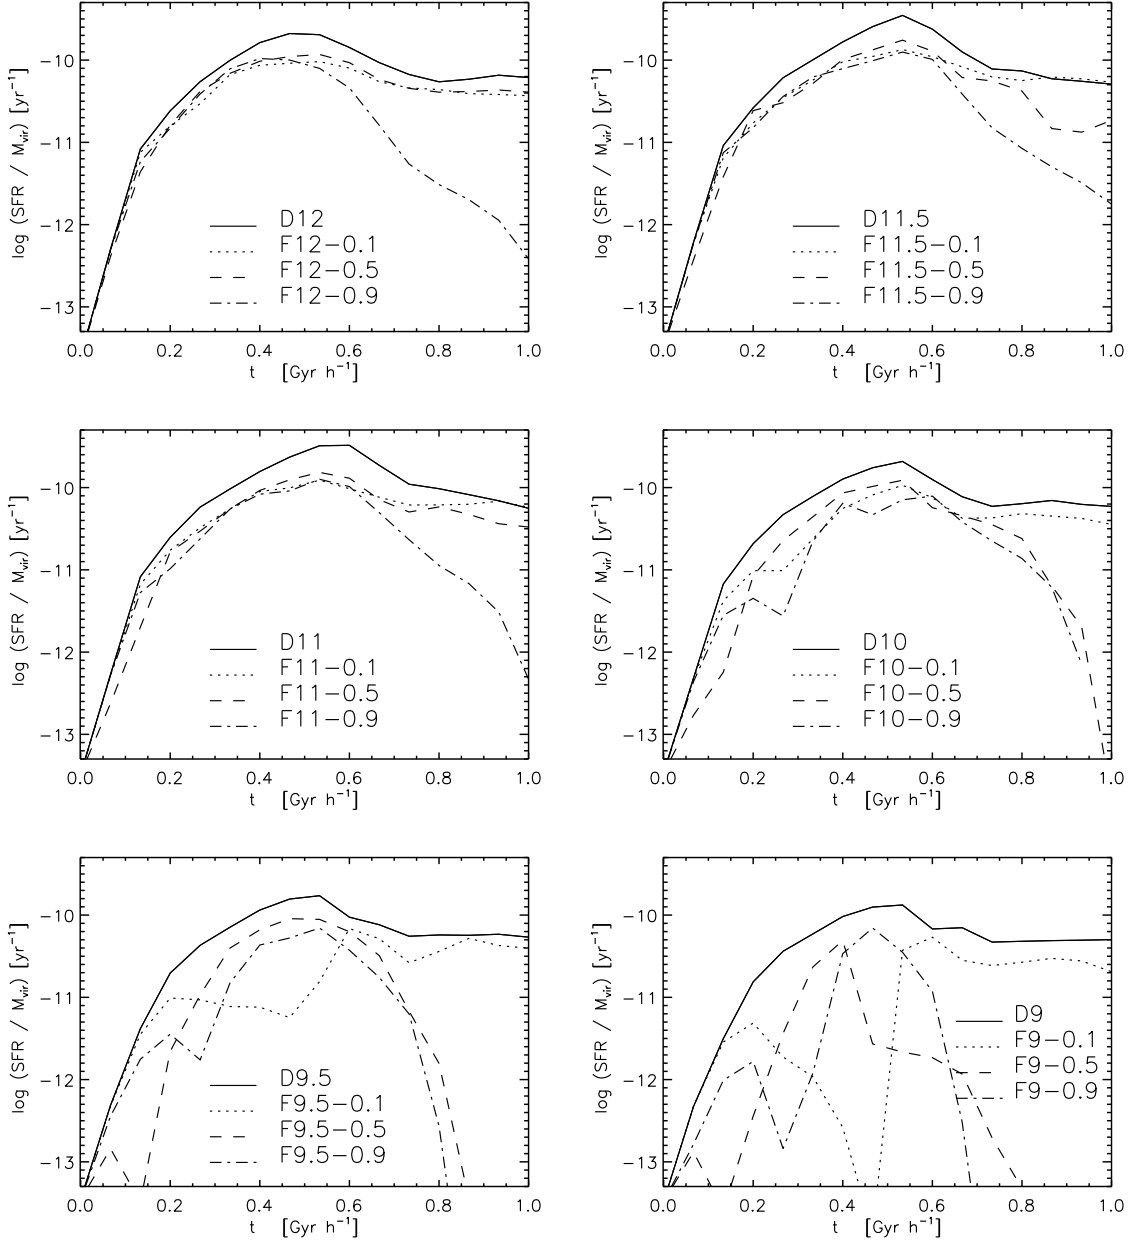 log (SFR / Mvir) [yr−1]
−10
−11
−12
−13
D12
F12−0.1
F12−0.5
F12−0.9
0.0 0.2 0.4 0.6 0.8 1.0
t [Gyr h−1]
log (SFR / Mvir) [yr−1]
−10
−11
−12
−13
D11.5
F11.5−0.1
F11.5−0.5
F11.5−0.9
0.0 0.2 0.4 0.6 0.8 1.0
t [Gyr h−1]
log (SFR / Mvir) [yr−1]
−10
−11
−12
−13
D11
F11−0.1
F11−0.5
F11−0.9
0.0 0.2 0.4 0.6 0.8 1.0
t [Gyr h−1]
log (SFR / Mvir) [yr−1]
−10
−11
−12
−13
D10
F10−0.1
F10−0.5
F10−0.9
0.0 0.2 0.4 0.6 0.8 1.0
t [Gyr h−1]
log (SFR / Mvir) [yr−1]
−10
−11
−12
−13
D9.5
F9.5−0.1
F9.5−0.5
F9.5−0.9
0.0 0.2 0.4 0.6 0.8 1.0
t [Gyr h−1]
log (SFR / Mvir) [yr−1]
−10
−11
−12
−13
D9
F9−0.1
F9−0.5
F9−0.9
0.0 0.2 0.4 0.6 0.8 1.0
t [Gyr h−1]